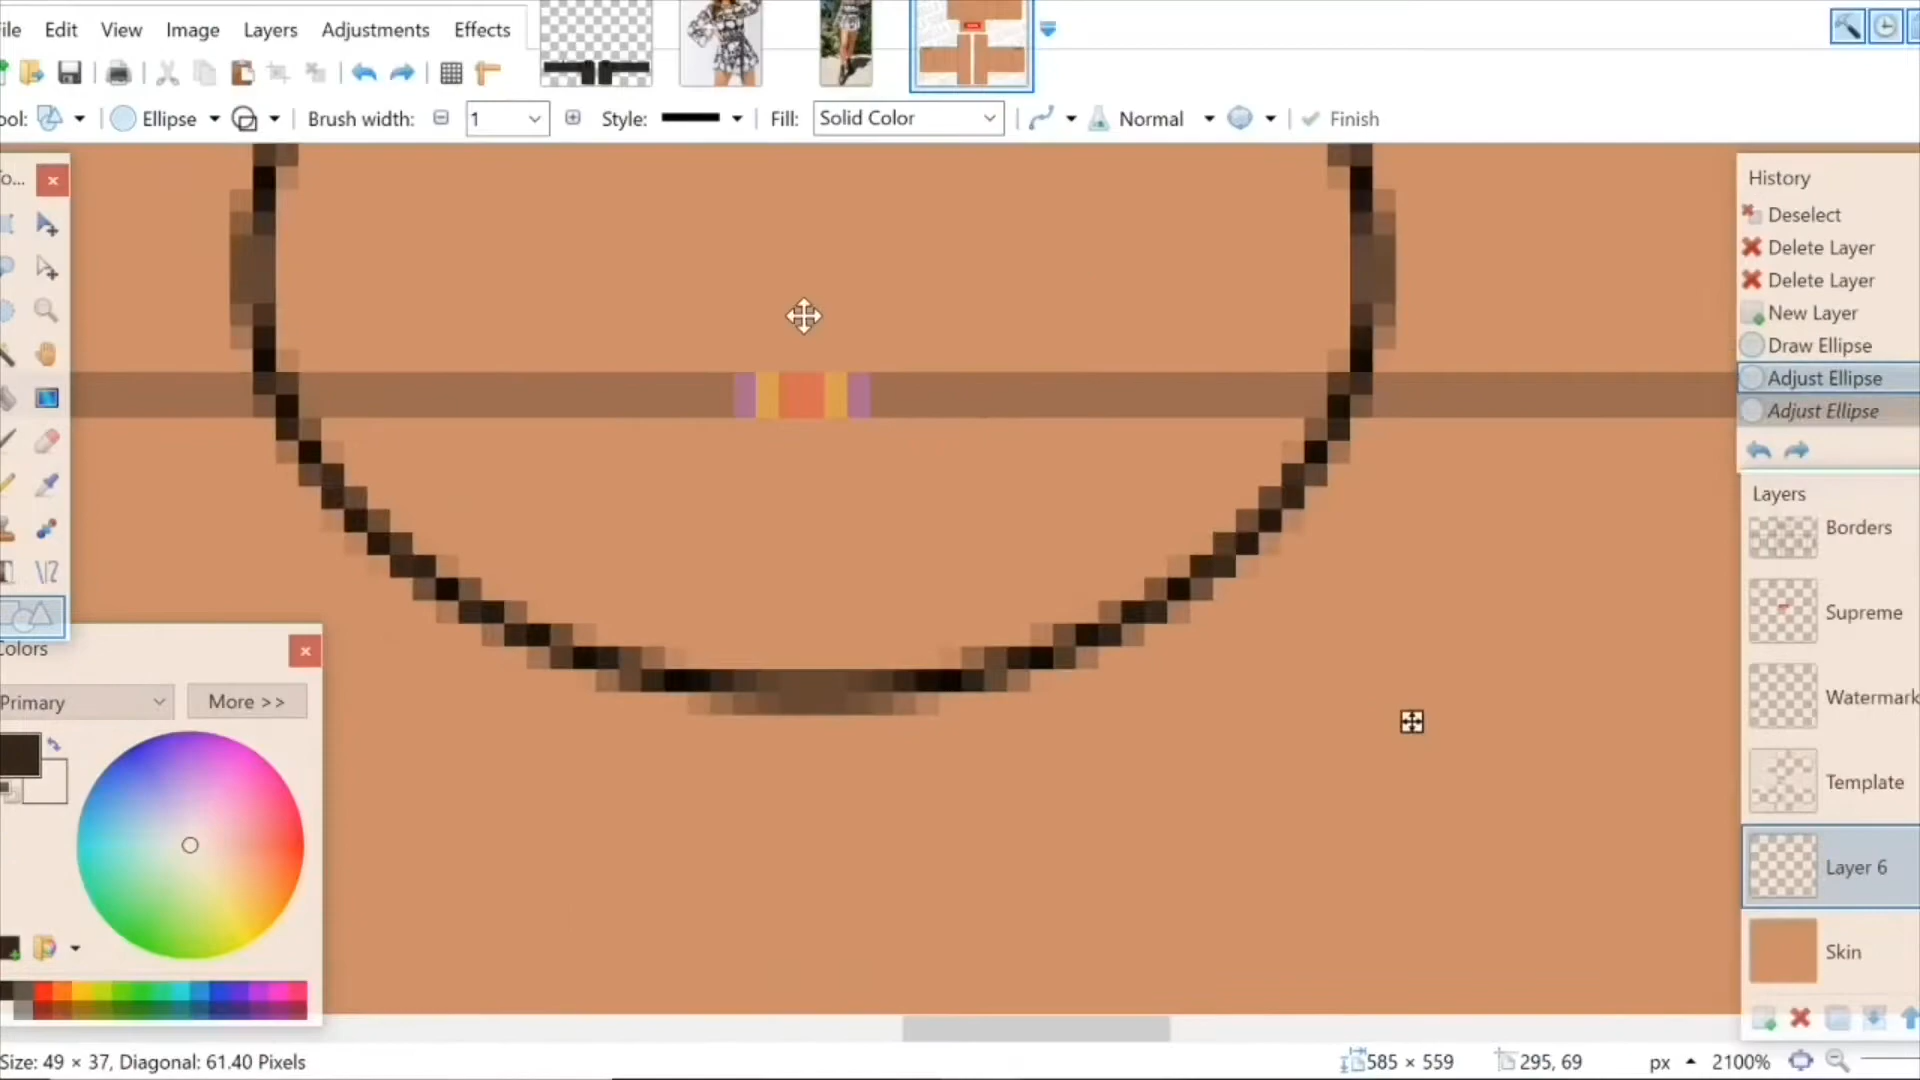 ile Edit View Image Layers Adjustments Effects
ool: Ellipse Brush width: 1 Style: Fill: Solid Color Normal Finish
o...
History
Deselect
Delete Layer
Delete Layer
New Layer
Draw Ellipse
Adjust Ellipse
Adjust Ellipse
Layers
Borders
Supreme
Watermark
Template
Layer 6
Skin
Colors
Primary More >>
Size: 49 × 37, Diagonal: 61.40 Pixels 585 × 559 295, 69 px 2100%